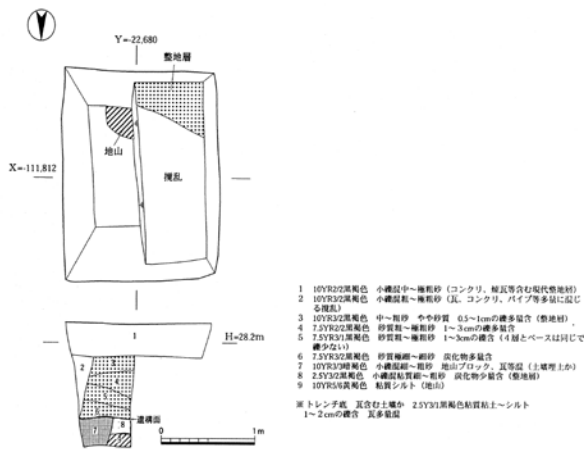 Y=-22,680
整地層
地山
X=-111,812
攪乱
1
H=28.2m
2
3
4
5
6
遺構面
7
8
0 1m
1 10YR2/2黒褐色 小礫混中〜極粗砂(コンクリ、煉瓦等含む現代整地層)
2 10YR3/2黒褐色 小礫混粗〜極粗砂(瓦、コンクリ、パイプ等多量に混じ
る攪乱)
3 10YR3/2黒褐色 中〜粗砂 やや砂質 0.5〜1cmの礫多量含(整地層)
4 7.5YR2/2黒褐色 砂質粗〜極粗砂 1〜3cmの礫多量含
5 7.5YR3/1黒褐色 砂質粗〜極粗砂 1〜3cmの礫含(4層とベースは同じで
礫少ない)
6 7.5YR3/2黒褐色 砂質極細〜細砂 炭化物多量含
7 10YR3/3暗褐色 小礫混細〜粗砂 地山ブロック、瓦等混(土壙埋土か)
8 2.5Y3/2黒褐色 小礫混粘質細〜粗砂 炭化物少量含(整地層)
9 10YR5/6黄褐色 粘質シルト(地山)
※トレンチ底 瓦含む土壙か 2.5Y3/1黒褐色粘質粘土〜シルト
1〜2cmの礫含 瓦多量混